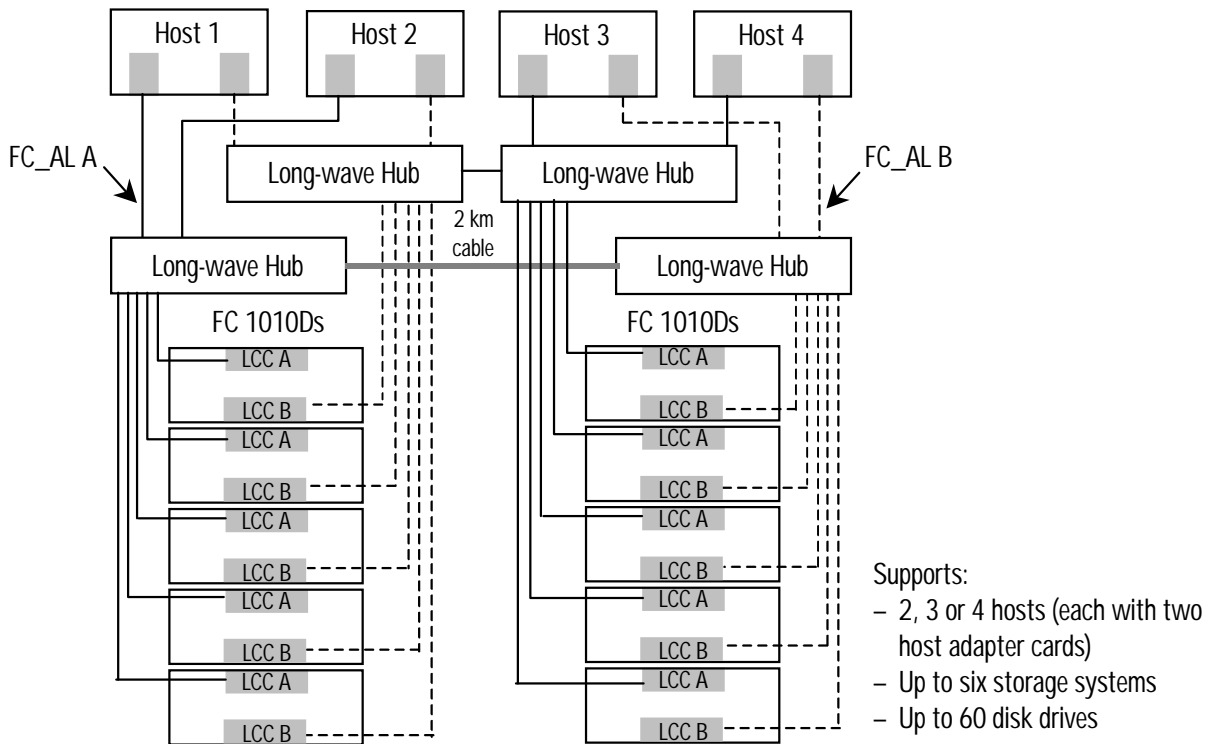 Host 1
Host 2
Host 3
Host 4
FC_AL A
FC_AL B
Long-wave Hub
Long-wave Hub
2 km
cable
Long-wave Hub
Long-wave Hub
FC 1010Ds
FC 1010Ds
LCC A
LCC B
LCC A
LCC B
LCC A
LCC B
LCC A
LCC B
LCC A
LCC B
LCC A
LCC B
LCC A
LCC B
LCC A
LCC B
LCC A
LCC B
LCC A
LCC B
Supports:
– 2, 3 or 4 hosts (each with two
host adapter cards)
– Up to six storage systems
– Up to 60 disk drives